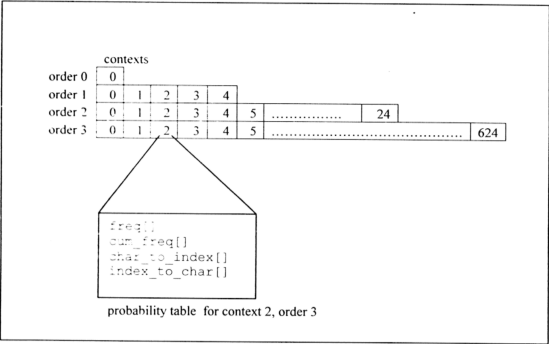 contexts
order 0 0
order 1 0 1 2 3 4
order 2 0 1 2 3 4 5 ................ 24
order 3 0 1 2 3 4 5 ........................................... 624
freq[]
cum_freq[]
char_to_index[]
index_to_char[]
probability table for context 2, order 3